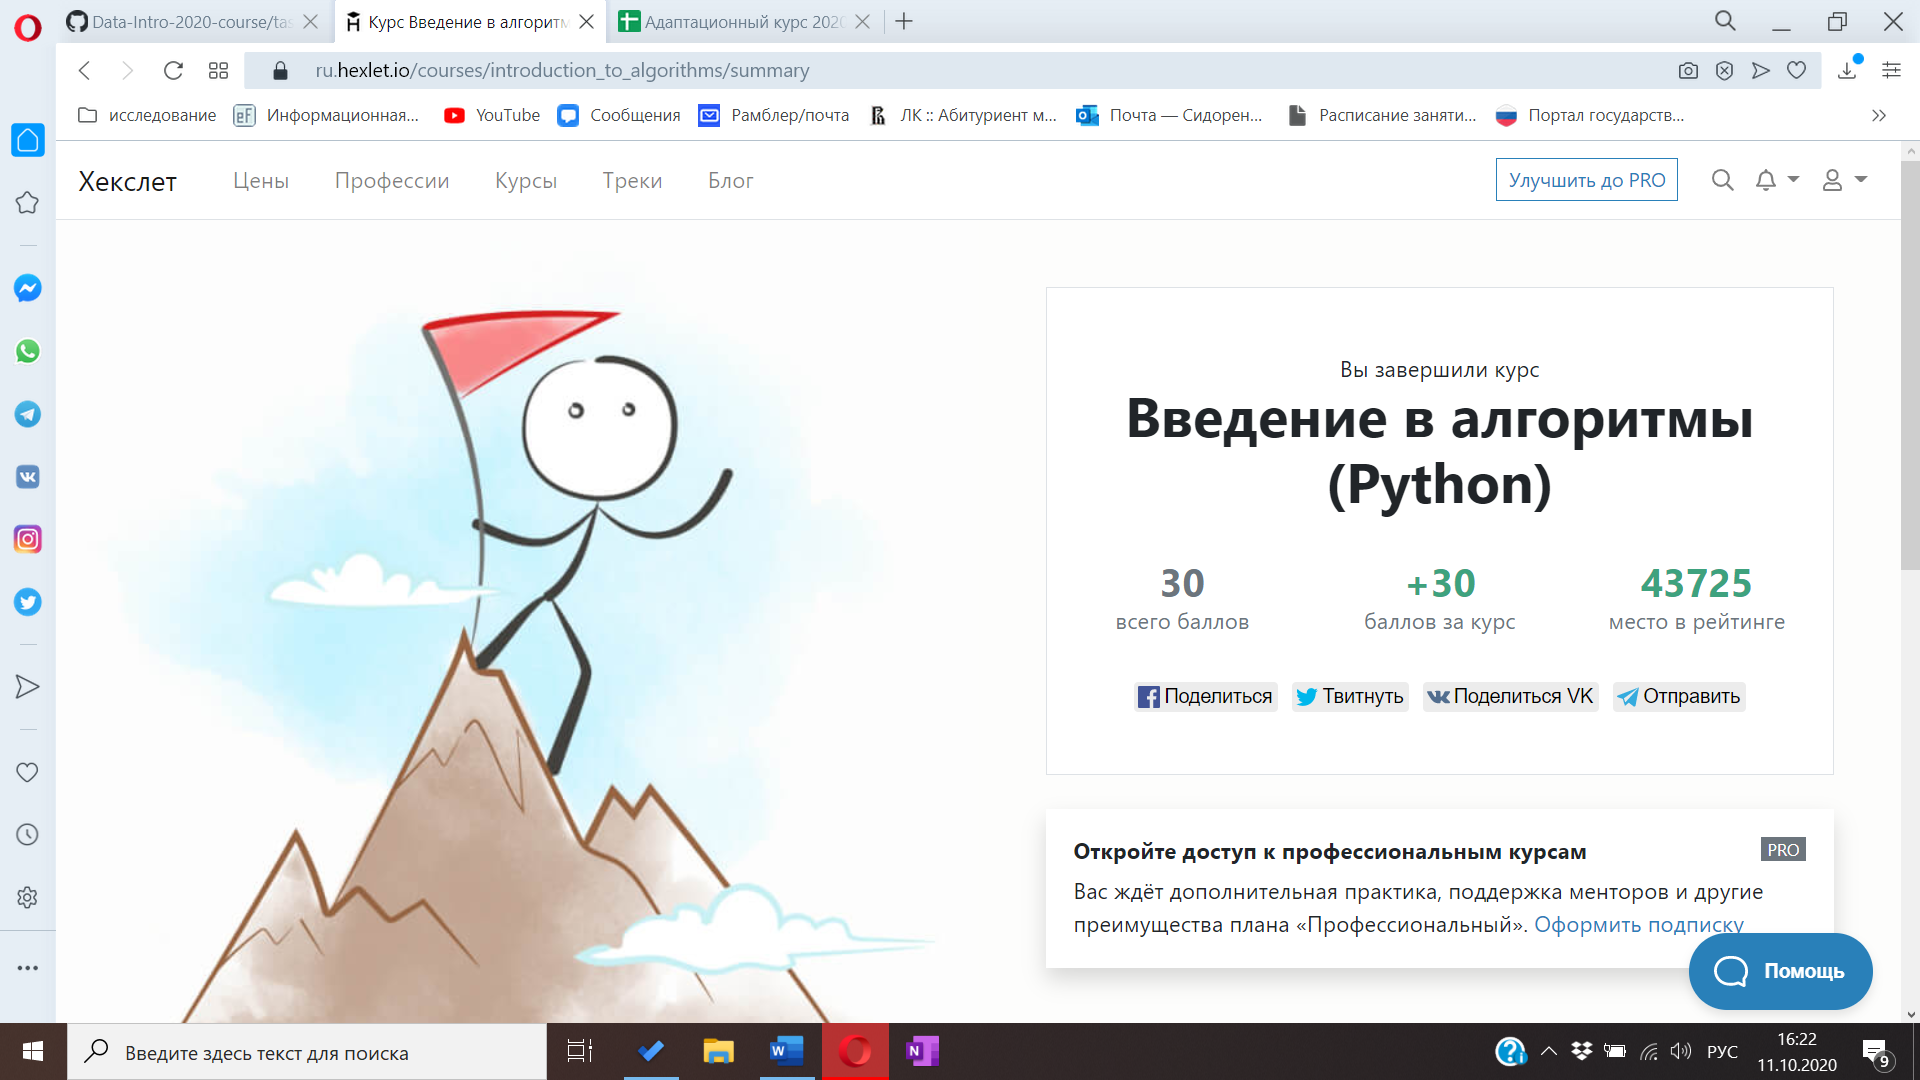 Data-Intro-2020-course/tas
Курс Введение в алгоритм
Адаптационный курс 2020
ru.hexlet.io/courses/introduction_to_algorithms/summary
исследование
Информационная...
YouTube
Сообщения
Рамблер/почта
ЛК :: Абитуриент м...
Почта — Сидорен...
Расписание заняти...
Портал государств...
Хекслет
Цены
Профессии
Курсы
Треки
Блог
Улучшить до PRO
Вы завершили курс
Введение в алгоритмы
(Python)
30
+30
43725
всего баллов
баллов за курс
место в рейтинге
Поделиться
Твитнуть
Поделиться VK
Отправить
Откройте доступ к профессиональным курсам
PRO
Вас ждёт дополнительная практика, поддержка менторов и другие
преимущества плана «Профессиональный». Оформить подписку
Помощь
Введите здесь текст для поиска
РУС
16:22
11.10.2020
9